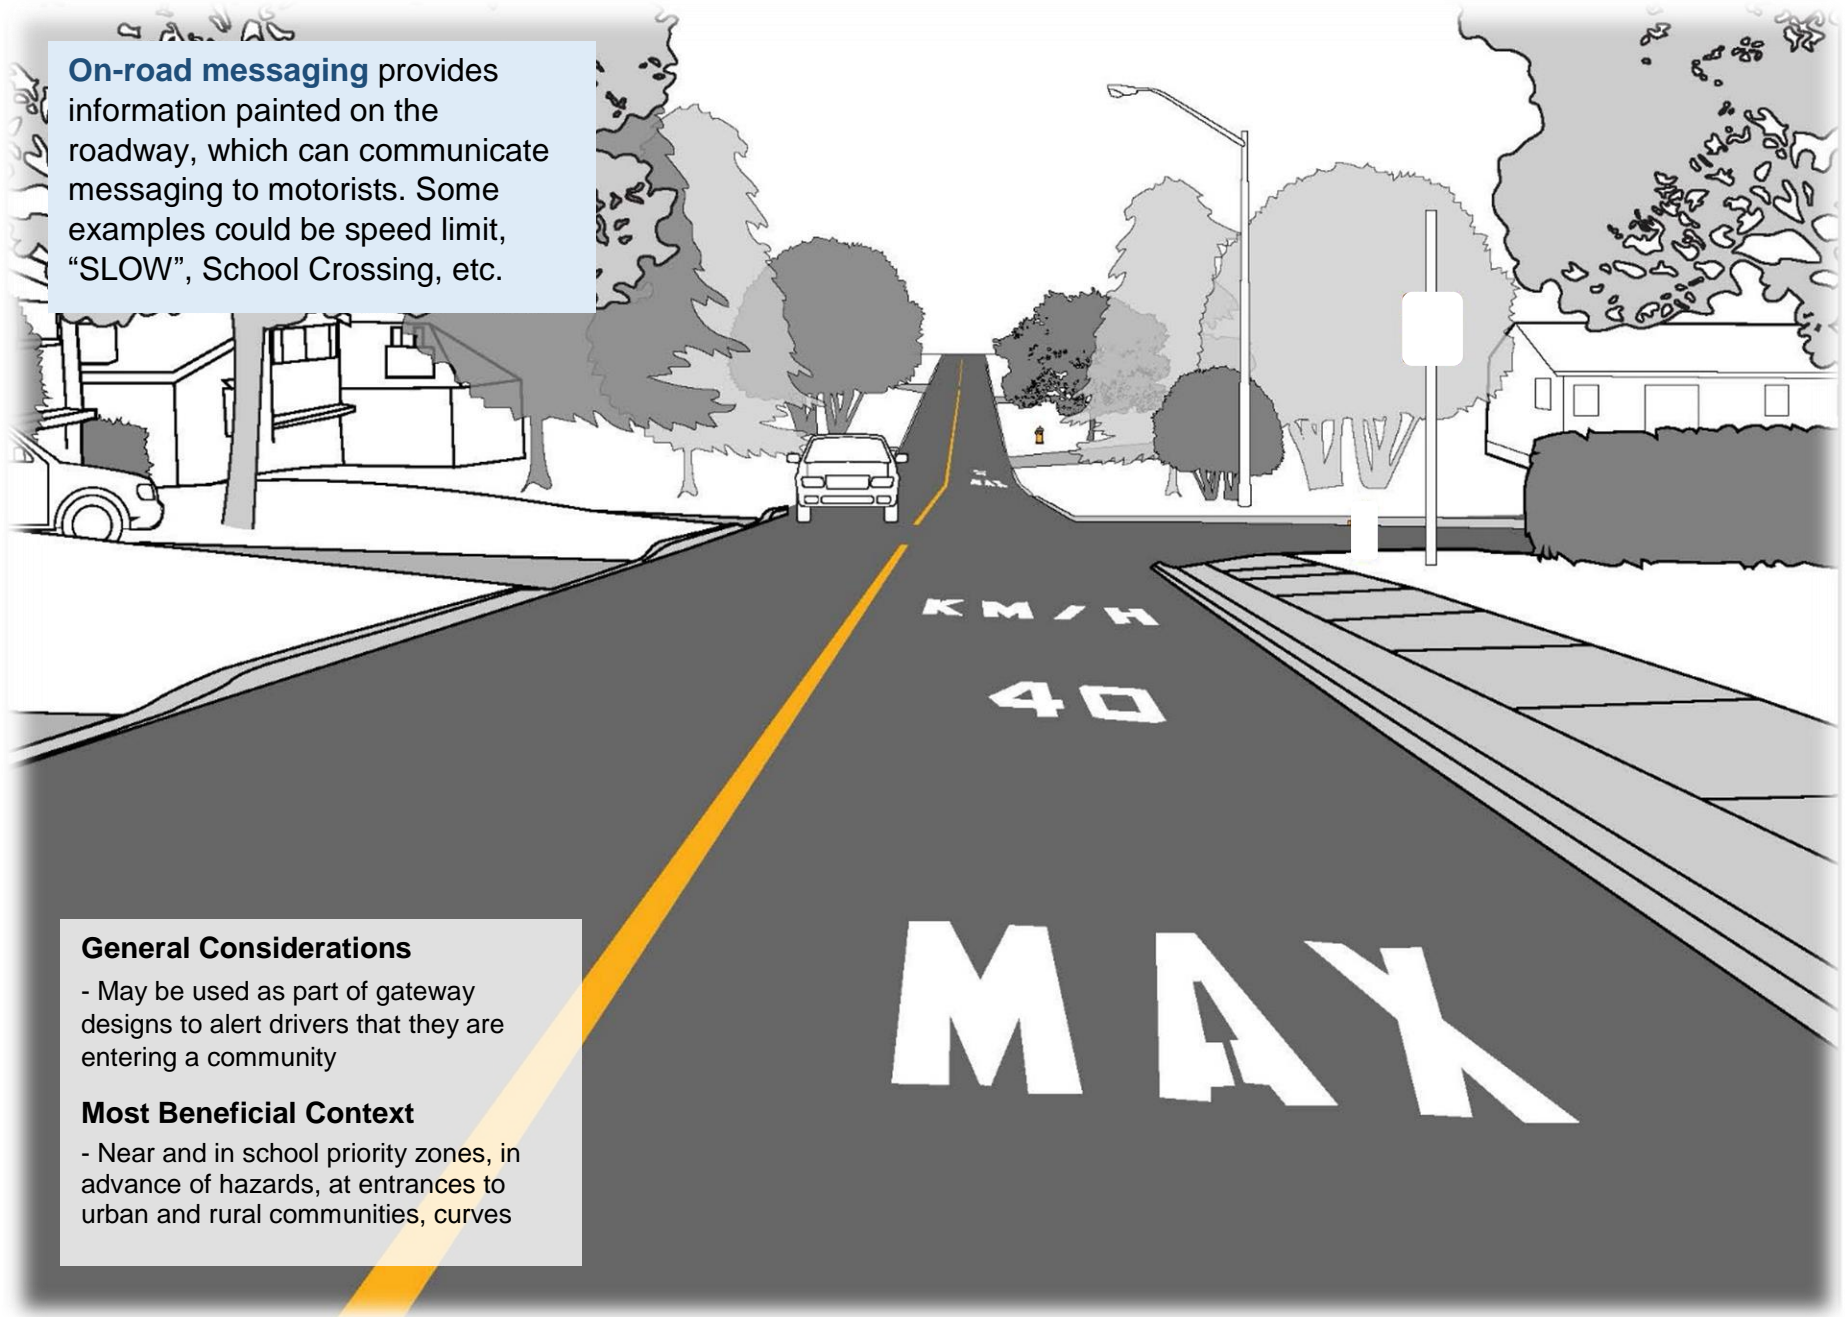 On-road messaging provides
information painted on the
roadway, which can communicate
messaging to motorists. Some
examples could be speed limit,
“SLOW”, School Crossing, etc.
KM/H
40
MAX
MAX
General Considerations
- May be used as part of gateway
designs to alert drivers that they are
entering a community
Most Beneficial Context
- Near and in school priority zones, in
advance of hazards, at entrances to
urban and rural communities, curves